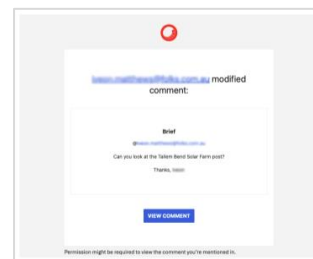 modified
comment:
Brief
@
Can you look at the Tailem Bend Solar Farm post?
Thanks,
VIEW COMMENT
Permission might be required to view the comment you're mentioned in.